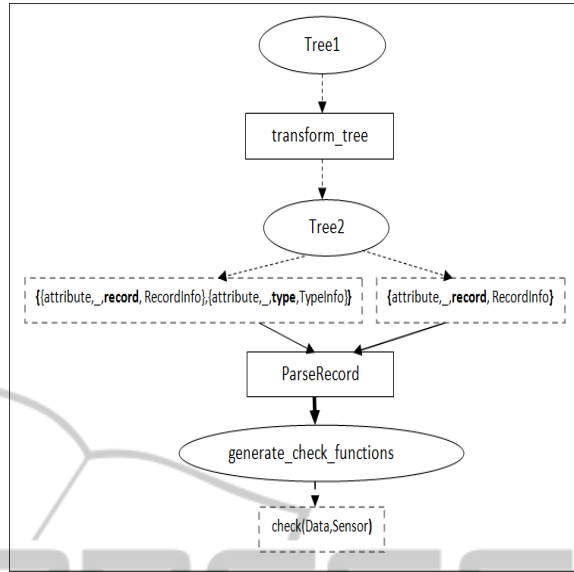 Tree1
transform_tree
Tree2
{{attribute,_,record, RecordInfo},{attribute,_,type,TypeInfo}}
{attribute,_,record, RecordInfo}
ParseRecord
generate_check_functions
check(Data,Sensor)